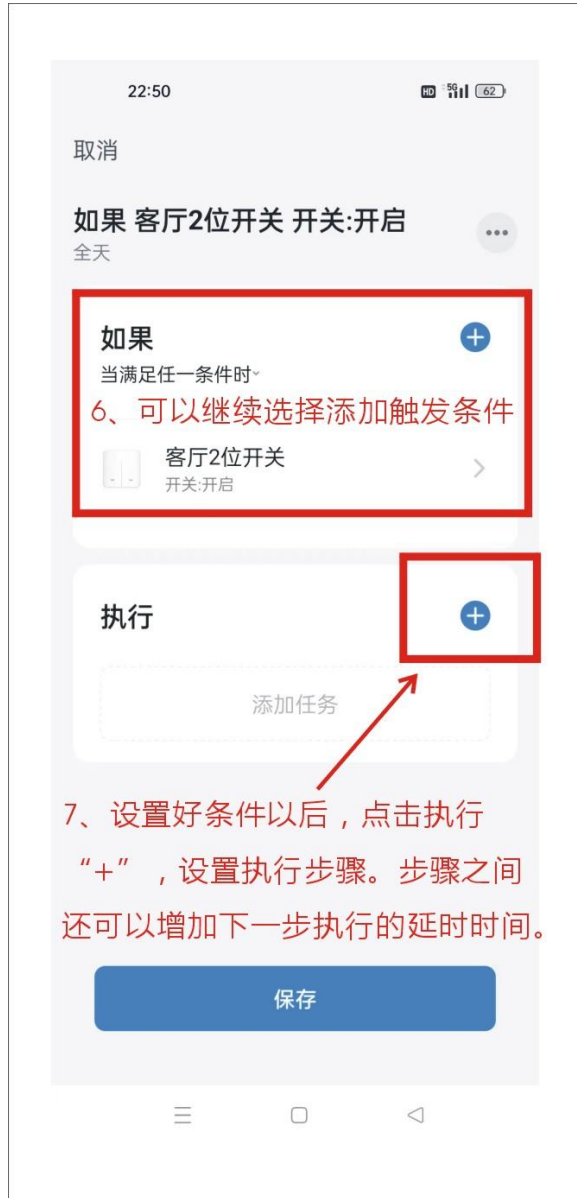 22:50
HD 5G 62
取消
如果 客厅2位开关 开关:开启
全天
如果
当满足任一条件时
6、可以继续选择添加触发条件
客厅2位开关
开关:开启
执行
添加任务
7、设置好条件以后，点击执行
“+”，设置执行步骤。步骤之间
还可以增加下一步执行的延时时间。
保存